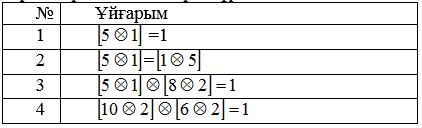 № Ұйғарым
1 [5 ⊗ 1] =1
2 [5 ⊗ 1]=[1 ⊗ 5]
3 [5 ⊗ 1] ⊗ [8 ⊗ 2] = 1
4 [10 ⊗ 2] ⊗ [6 ⊗ 2] = 1